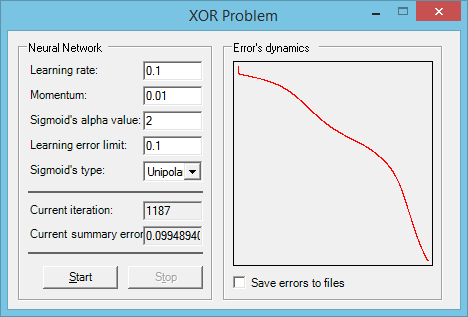 XOR Problem
Neural Network
Learning rate: 0.1
Momentum: 0.01
Sigmoid's alpha value: 2
Learning error limit: 0.1
Sigmoid's type: Unipola
Current iteration: 1187
Current summary error 0.09948940
Start Stop
Error's dynamics
Save errors to files